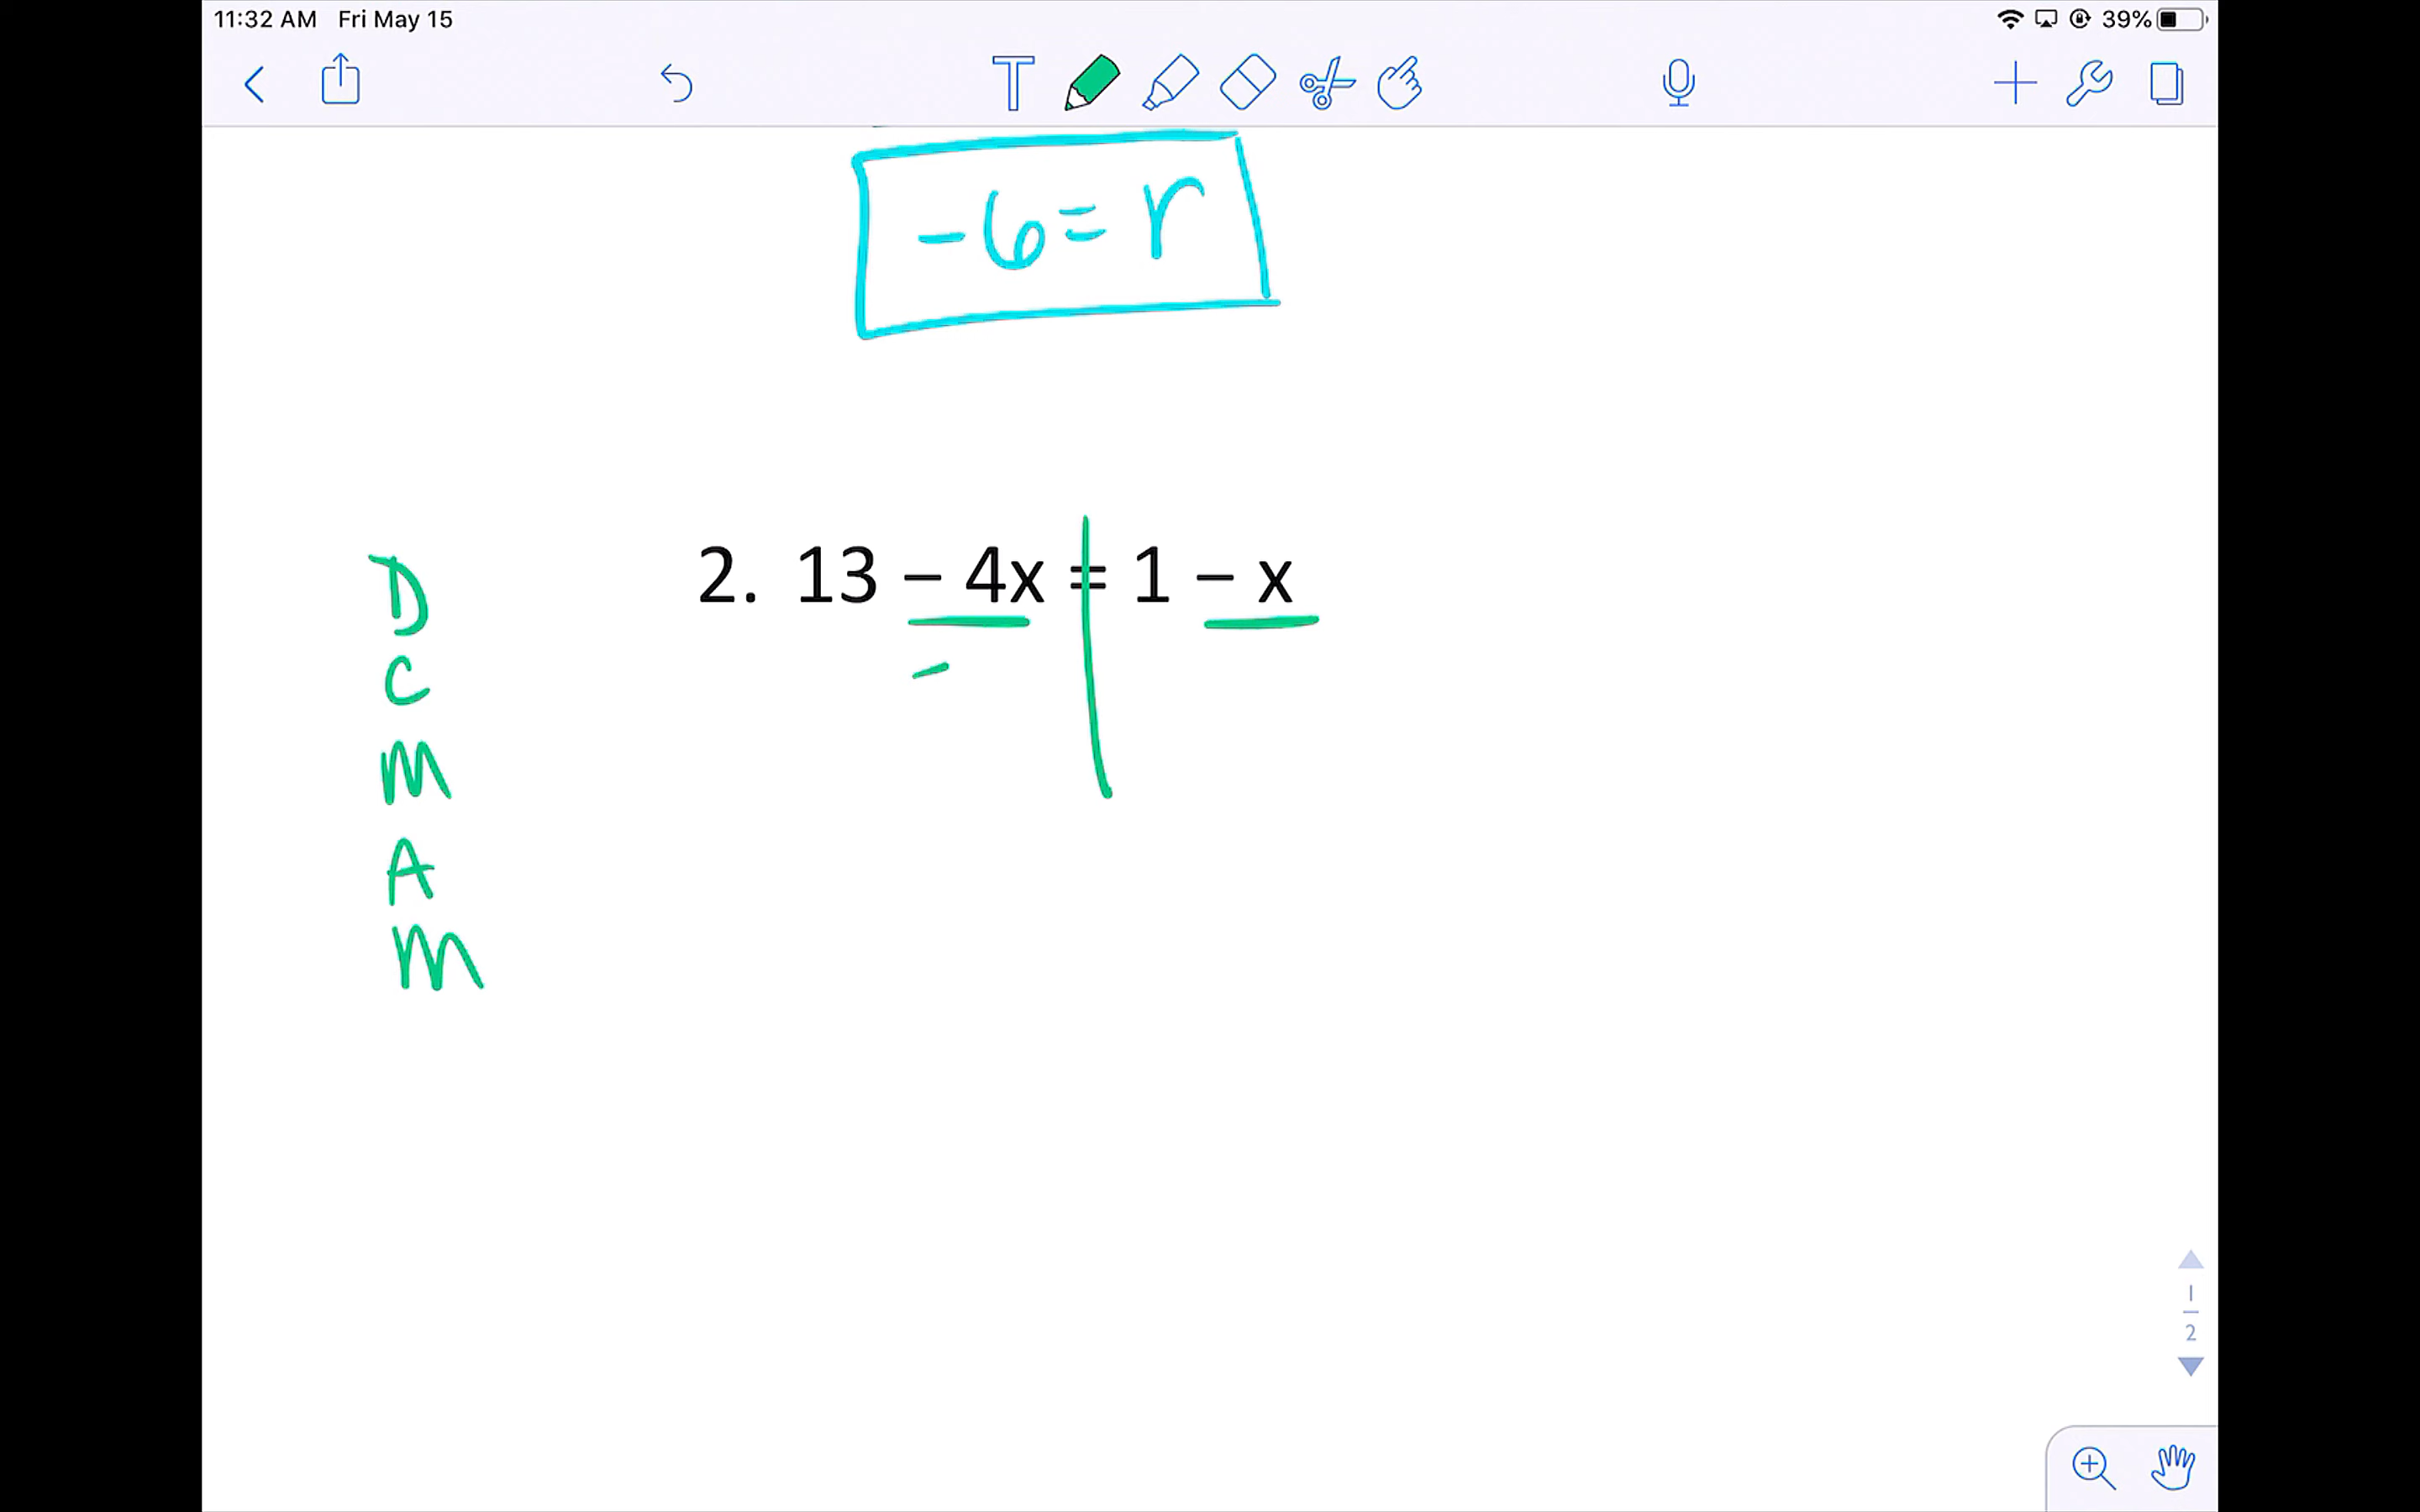 11:32 AM Fri May 15 39%
T
-6=r
2. 13 – 4x = 1 – x
–
D
C
M
A
M
1
2